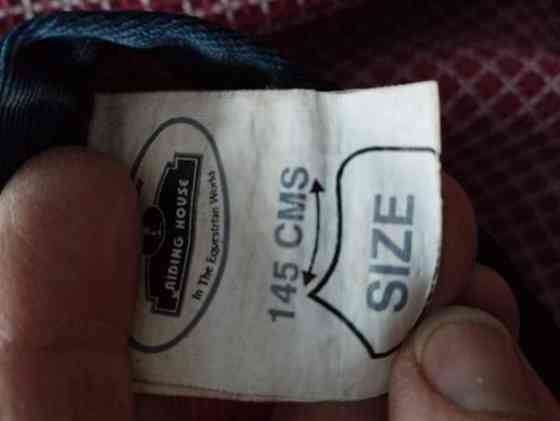 RIDING HOUSE
In The Equestrian World
145 CMS
SIZE